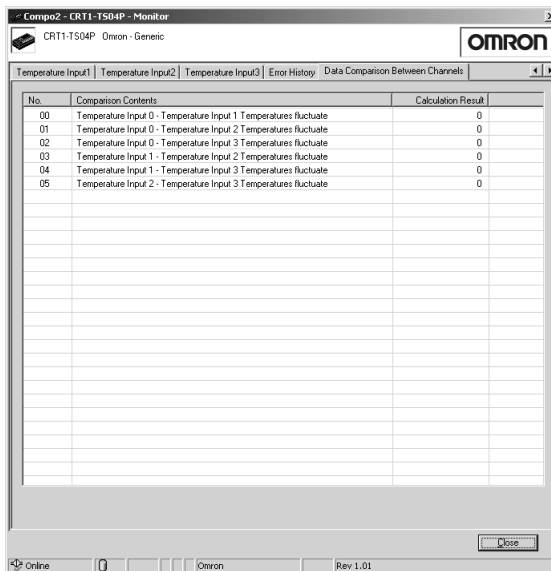 Compo2 - CRT1-TS04P - Monitor
CRT1-TS04P Omron - Generic
OMRON
Temperature Input1 Temperature Input2 Temperature Input3 Error History Data Comparison Between Channels
No. Comparison Contents Calculation Result
00 Temperature Input 0 - Temperature Input 1 Temperatures fluctuate 0
01 Temperature Input 0 - Temperature Input 2 Temperatures fluctuate 0
02 Temperature Input 0 - Temperature Input 3 Temperatures fluctuate 0
03 Temperature Input 1 - Temperature Input 2 Temperatures fluctuate 0
04 Temperature Input 1 - Temperature Input 3 Temperatures fluctuate 0
05 Temperature Input 2 - Temperature Input 3 Temperatures fluctuate 0
Close
Online Omron Rev 1.01